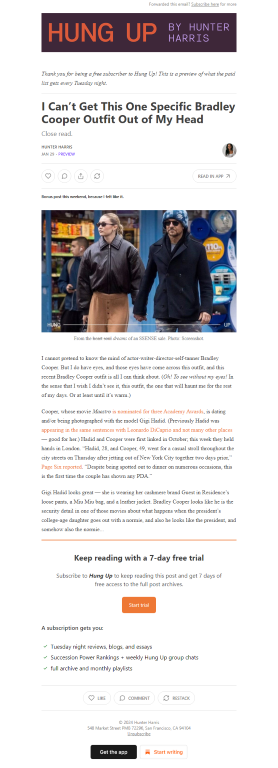 Forwarded this email? Subscribe here for more
HUNG UP
BY HUNTER
HARRIS
Thank you for being a free subscriber to Hung Up! This is a preview of what the paid
list gets every Tuesday night.
I Can't Get This One Specific Bradley
Cooper Outfit Out of My Head
Close read.
HUNTER HARRIS
JAN 28 • PREVIEW
READ IN APP
Bonus post this weekend, because I felt like it.
HUNG
UP
From the heart-soul absence of an SSENSE sale. Photo: Screenshot
I cannot pretend to know the mind of actor-writer-director-self-tanner Bradley
Cooper. But I do have eyes, and those eyes have come across this outfit, and this
recent Bradley Cooper outfit is all I can think about. (Oh! To see without my eyes! In
the sense that I wish I didn't see it, this outfit, the one that will haunt me for the rest
of my days. Or at least until it's warm.)
Cooper, whose movie Maestro is nominated for three Academy Awards, is dating
and/or being photographed with the model Gigi Hadid. (Previously Hadid was
appearing in the same sentences with Leonardo DiCaprio and not many other places
— good for her.) Hadid and Cooper were first linked in October; this week they held
hands in London. "Hadid, 28, and Cooper, 49, went for a casual stroll throughout the
city streets on Thursday after jetting out of New York City together two days prior,"
Page Six reported. "Despite being spotted out to dinner on numerous occasions, this
is the first time the couple has shown any PDA."
Gigi Hadid looks great — she is wearing her cashmere brand Guest in Residence's
loose pants, a Miu Miu bag, and a leather jacket. Bradley Cooper looks like he is the
security detail in one of those movies about what happens when the president's
college-age daughter goes out with a normie, and also he looks like the president, and
somehow also the normie.
Keep reading with a 7-day free trial
Subscribe to Hung Up to keep reading this post and get 7 days of
free access to the full post archives.
Start trial
A subscription gets you:
Tuesday night reviews, blogs, and essays
Succession Power Rankings + weekly Hung Up group chats
full archive and monthly playlists
LIKE
COMMENT
RESTACK
© 2024 Hunter Harris
548 Market Street PMB 72296, San Francisco, CA 94104
Unsubscribe
Get the app
Start writing